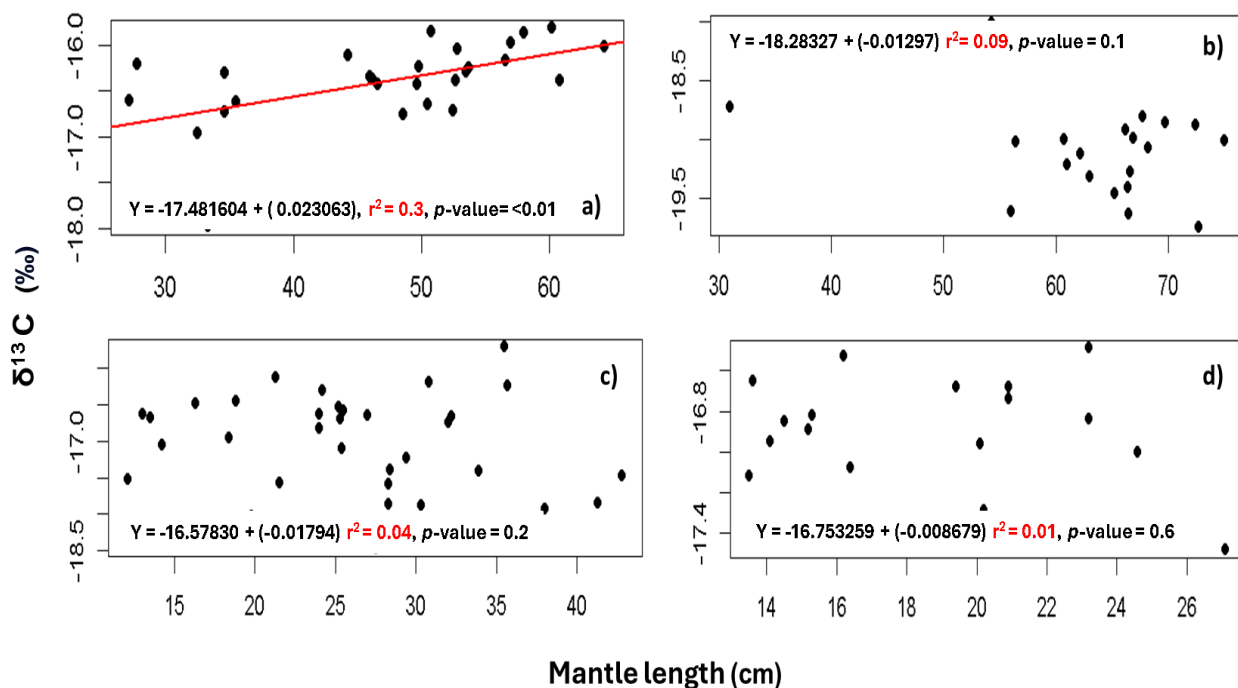 δ13 C (‰)
-16.0
-17.0
-18.0
Y = -17.481604 + ( 0.023063), r2 = 0.3, p-value= <0.01
a)
30 40 50 60
-18.5
-19.5
Y = -18.28327 + (-0.01297) r2= 0.09, p-value = 0.1
b)
30 40 50 60 70
-17.0
-18.5
c)
Y = -16.57830 + (-0.01794) r2 = 0.04, p-value = 0.2
15 20 25 30 35 40
-16.8
-17.4
d)
Y = -16.753259 + (-0.008679) r2 = 0.01, p-value = 0.6
14 16 18 20 22 24 26
Mantle length (cm)